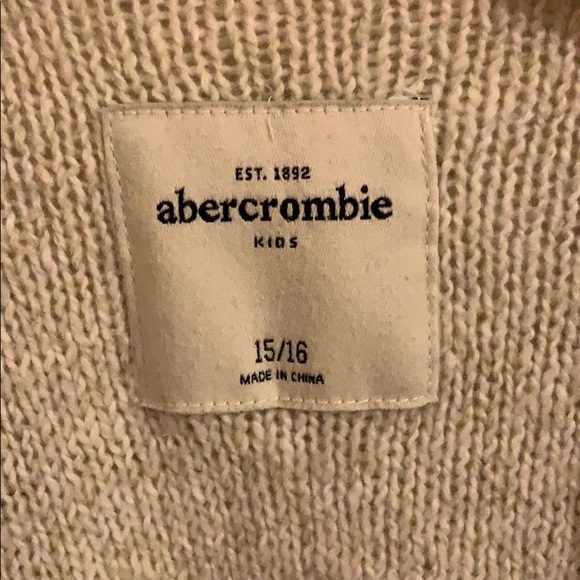 EST. 1892
abercrombie
KIDS
15/16
MADE IN CHINA